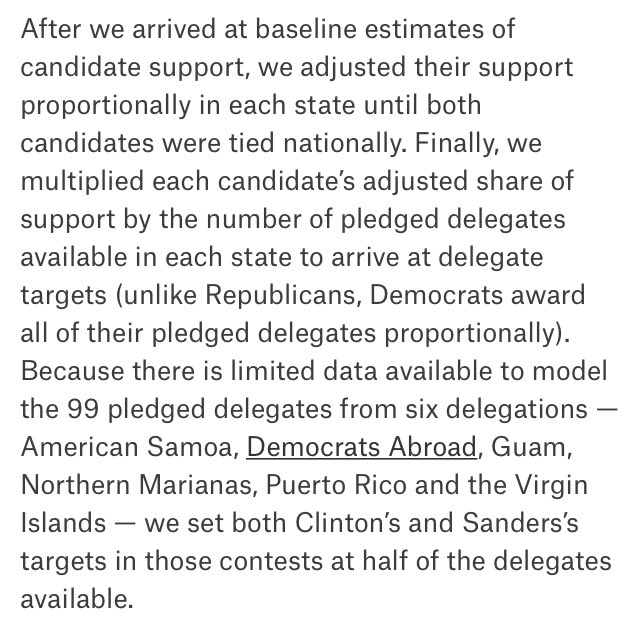 After we arrived at baseline estimates of
candidate support, we adjusted their support
proportionally in each state until both
candidates were tied nationally. Finally, we
multiplied each candidate’s adjusted share of
support by the number of pledged delegates
available in each state to arrive at delegate
targets (unlike Republicans, Democrats award
all of their pledged delegates proportionally).
Because there is limited data available to model
the 99 pledged delegates from six delegations —
American Samoa, Democrats Abroad, Guam,
Northern Marianas, Puerto Rico and the Virgin
Islands — we set both Clinton’s and Sanders’s
targets in those contests at half of the delegates
available.